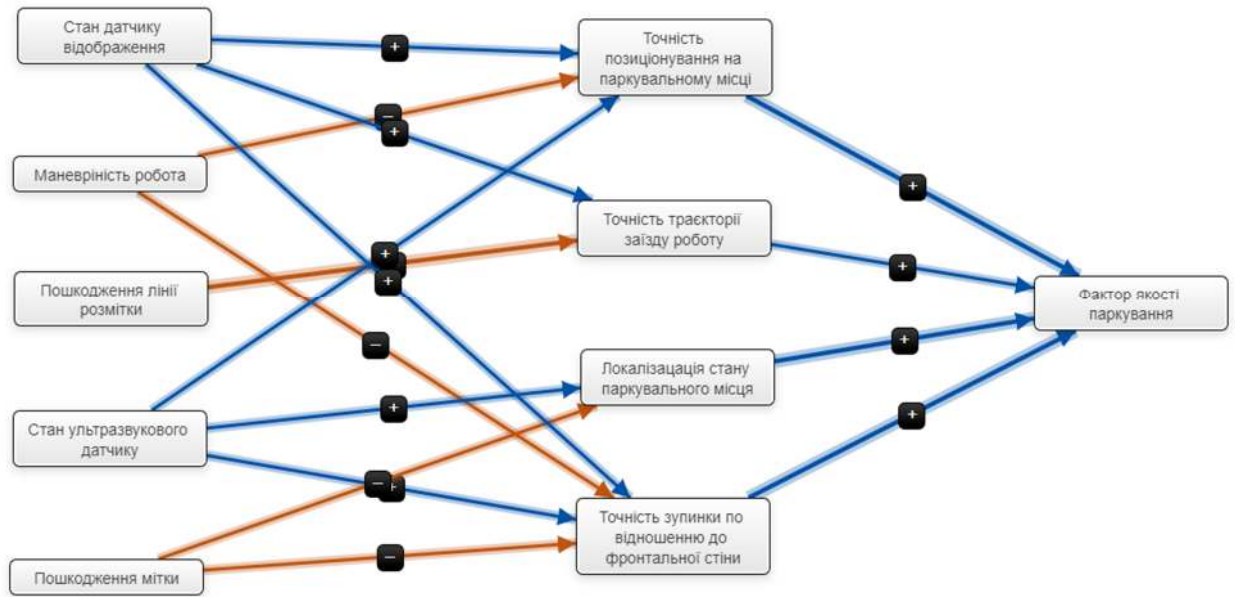 Стан датчику
відображення
Маневріність робота
Пошкодження лінії
розмітки
Стан ультразвукового
датчику
Пошкодження мітки
Точність
позиціонування на
паркувальному місці
Точність траєкторії
заїзду роботу
Локалізацація стану
паркувального місця
Точність зупинки по
відношенню до
фронтальної стіни
Фактор якості
паркування